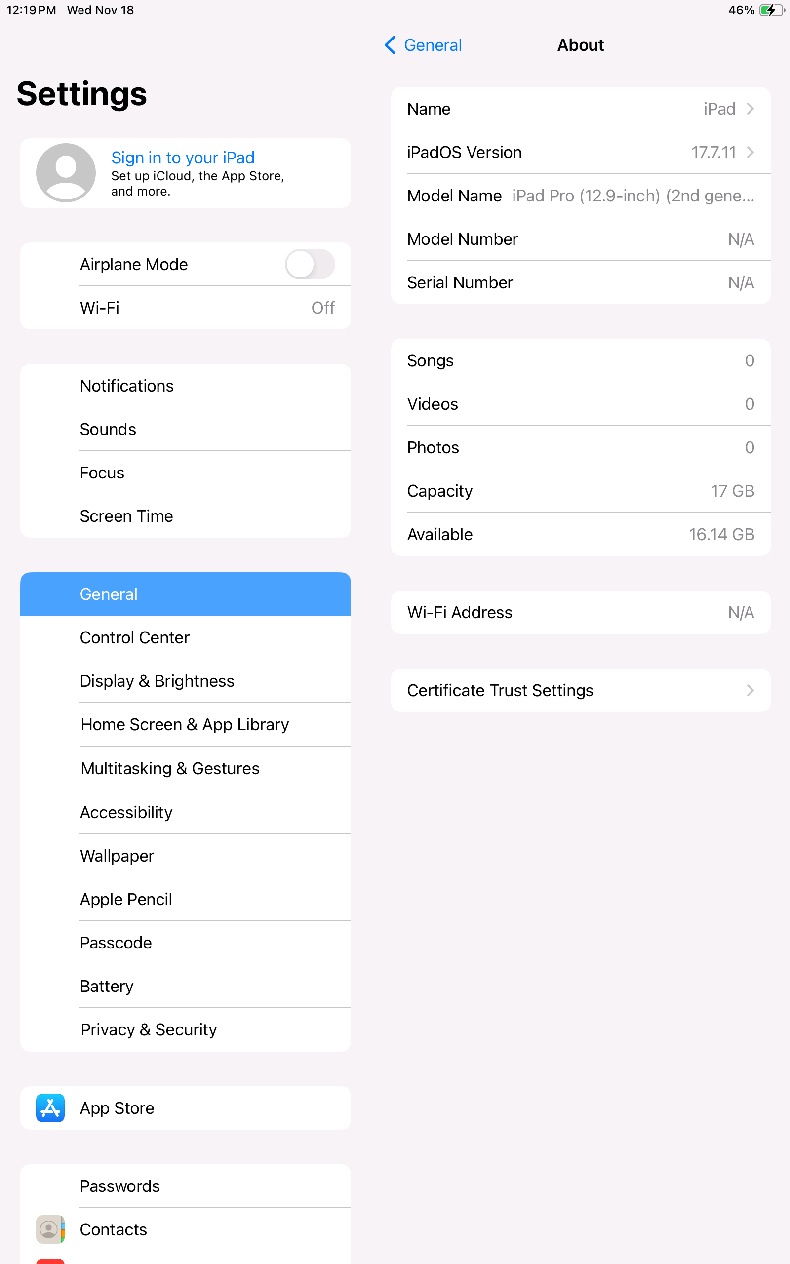 12:19 PM Wed Nov 18
46%
Settings
Sign in to your iPad
Set up iCloud, the App Store,
and more.
Airplane Mode
Wi-Fi Off
Notifications
Sounds
Focus
Screen Time
General
Control Center
Display & Brightness
Home Screen & App Library
Multitasking & Gestures
Accessibility
Wallpaper
Apple Pencil
Passcode
Battery
Privacy & Security
App Store
Passwords
Contacts
General
About
Name iPad
iPadOS Version 17.7.11
Model Name iPad Pro (12.9-inch) (2nd gene...
Model Number N/A
Serial Number N/A
Songs 0
Videos 0
Photos 0
Capacity 17 GB
Available 16.14 GB
Wi-Fi Address N/A
Certificate Trust Settings